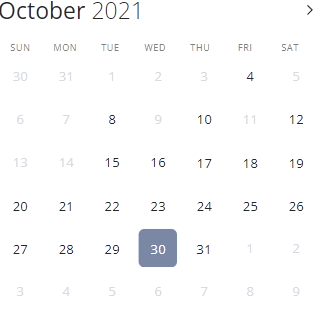 October 2021
SUN MON TUE WED THU FRI SAT
30 31 1 2 3 4 5
6 7 8 9 10 11 12
13 14 15 16 17 18 19
20 21 22 23 24 25 26
27 28 29 30 31 1 2
3 4 5 6 7 8 9